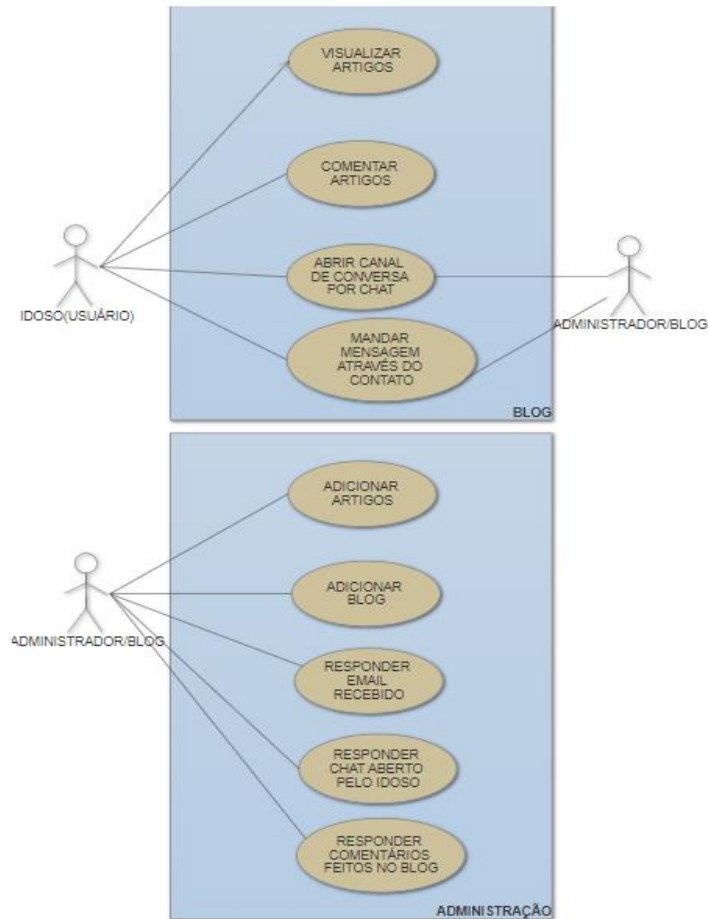 VISUALIZAR
ARTIGOS
COMENTAR
ARTIGOS
ABRIR CANAL
DE CONVERSA
POR CHAT
IDOSO(USUÁRIO)
ADMINISTRADOR/BLOG
MANDAR
MENSAGEM
ATRAVÉS DO
CONTATO
BLOG
ADICIONAR
ARTIGOS
ADICIONAR
BLOG
ADMINISTRADOR/BLOG
RESPONDER
EMAIL
RECEBIDO
RESPONDER
CHAT ABERTO
PELO IDOSO
RESPONDER
COMENTÁRIOS
FEITOS NO BLOG
ADMINISTRAÇÃO